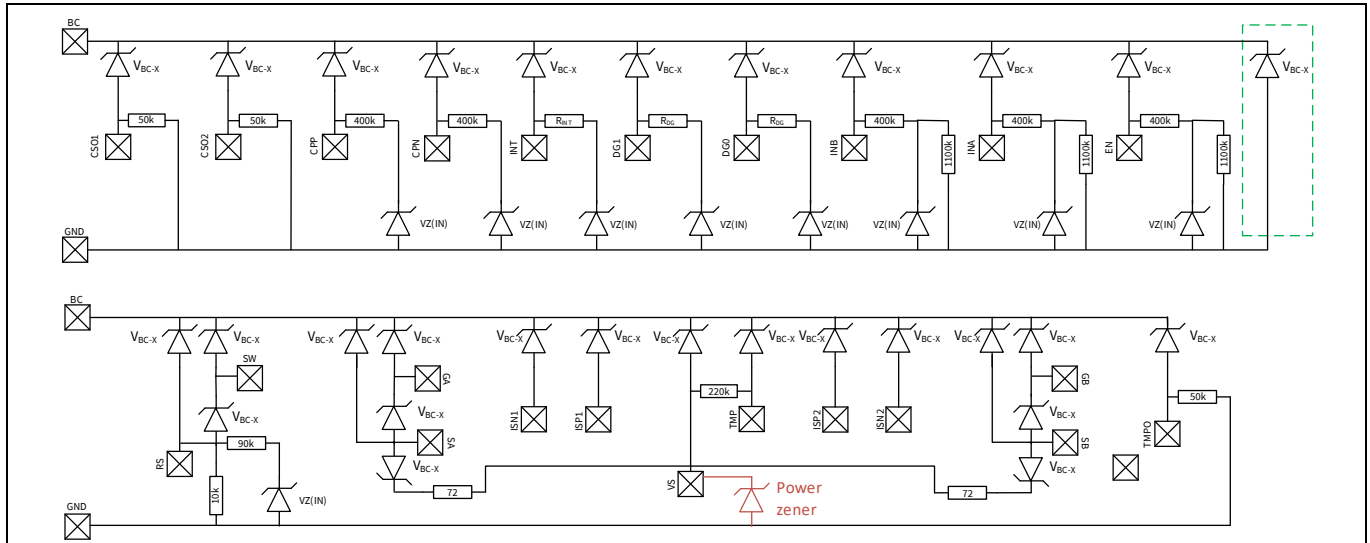 BC
V_BC-X V_BC-X V_BC-X V_BC-X V_BC-X V_BC-X V_BC-X V_BC-X V_BC-X V_BC-X V_BC-X
50k 50k 400k 400k R_INT R_DG R_DG 400k 400k 400k
CSO1 CSO2 CPP CPN INT DG1 DG0 INB INA EN
1100k 1100k 1100k
VZ(IN) VZ(IN) VZ(IN) VZ(IN) VZ(IN) VZ(IN) VZ(IN) VZ(IN)
GND
BC
V_BC-X V_BC-X V_BC-X V_BC-X V_BC-X V_BC-X V_BC-X V_BC-X V_BC-X V_BC-X V_BC-X V_BC-X V_BC-X
SW GA GB
220k 50k
V_BC-X V_BC-X V_BC-X
ISN1 ISP1 TMP ISP2 ISN2 TMPO
90k SA SB
RS
V_BC-X V_BC-X
10k VZ(IN) 72 VS 72
Power
zener
GND